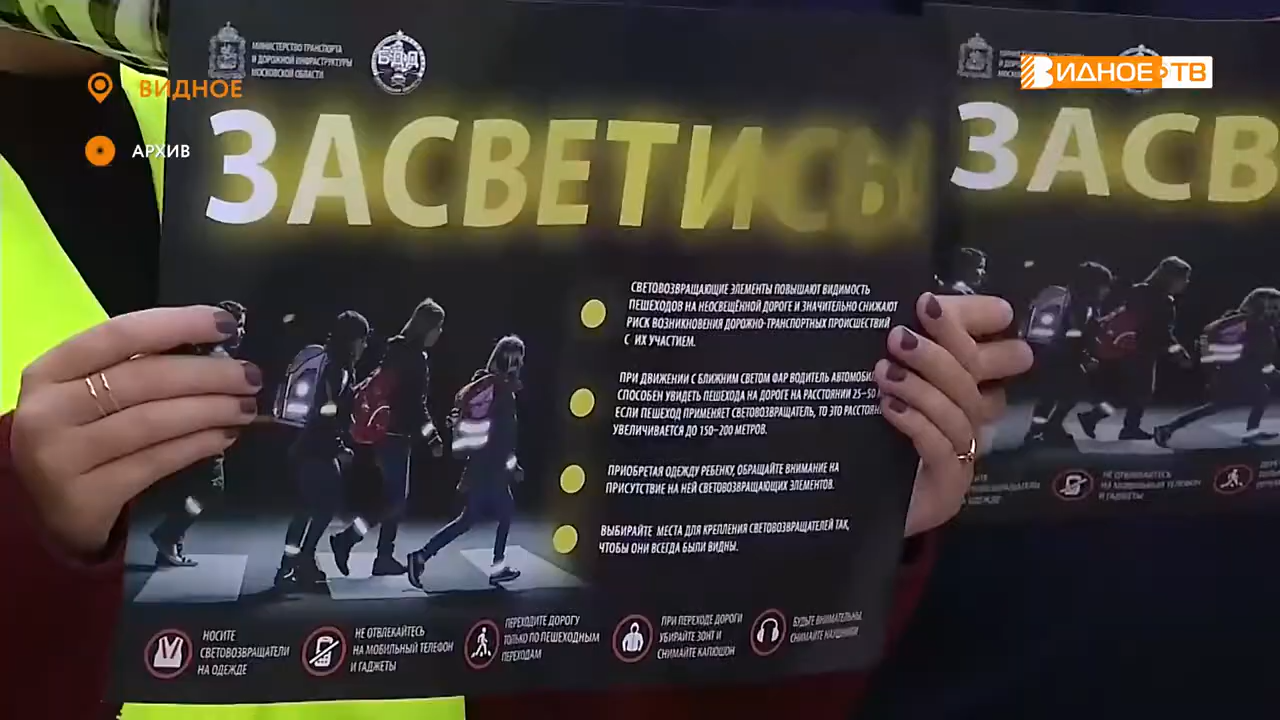 ВИДНОЕ
АРХИВ
ВИДНОЕ ТВ
МИНИСТЕРСТВО ТРАНСПОРТА
И ДОРОЖНОЙ ИНФРАСТРУКТУРЫ
МОСКОВСКОЙ ОБЛАСТИ
БДД
ЗАСВЕТИСЬ
СВЕТОВОЗВРАЩАЮЩИЕ ЭЛЕМЕНТЫ ПОВЫШАЮТ ВИДИМОСТЬ
ПЕШЕХОДОВ НА НЕОСВЕЩЁННОЙ ДОРОГЕ И ЗНАЧИТЕЛЬНО СНИЖАЮТ
РИСК ВОЗНИКНОВЕНИЯ ДОРОЖНО-ТРАНСПОРТНЫХ ПРОИСШЕСТВИЙ
С ИХ УЧАСТИЕМ.
ПРИ ДВИЖЕНИИ С БЛИЖНИМ СВЕТОМ ФАР ВОДИТЕЛЬ АВТОМОБИ
СПОСОБЕН УВИДЕТЬ ПЕШЕХОДА НА ДОРОГЕ НА РАССТОЯНИИ 25-50
ЕСЛИ ПЕШЕХОД ПРИМЕНЯЕТ СВЕТОВОЗВРАЩАТЕЛЬ, ТО ЭТО РАССТОЯН
УВЕЛИЧИВАЕТСЯ ДО 150-200 МЕТРОВ.
ПРИОБРЕТАЯ ОДЕЖДУ РЕБЕНКУ, ОБРАЩАЙТЕ ВНИМАНИЕ НА
ПРИСУТСТВИЕ НА НЕЙ СВЕТОВОЗВРАЩАЮЩИХ ЭЛЕМЕНТОВ.
ВЫБИРАЙТЕ МЕСТА ДЛЯ КРЕПЛЕНИЯ СВЕТОВОЗВРАЩАТЕЛЕЙ ТАК,
ЧТОБЫ ОНИ ВСЕГДА БЫЛИ ВИДНЫ.
НОСИТЕ
СВЕТОВОЗВРАЩАТЕЛИ
НА ОДЕЖДЕ
НЕ ОТВЛЕКАЙТЕСЬ
НА МОБИЛЬНЫЙ ТЕЛЕФОН
И ГАДЖЕТЫ
ПЕРЕХОДИТЕ ДОРОГУ
ТОЛЬКО ПО ПЕШЕХОДНЫМ
ПЕРЕХОДАМ
ПРИ ПЕРЕХОДЕ ДОРОГИ
УБИРАЙТЕ ЗОНТ И
СНИМАЙТЕ КАПЮШОН
БУДЬТЕ ВНИМАТЕЛЬНЫ,
СНИМАЙТЕ НАУШНИКИ
ЗАСВ
НЕ ОТВЛЕКАЙТЕСЬ
НА МОБИЛЬНЫЙ ТЕЛЕФОН
И ГАДЖЕТЫ